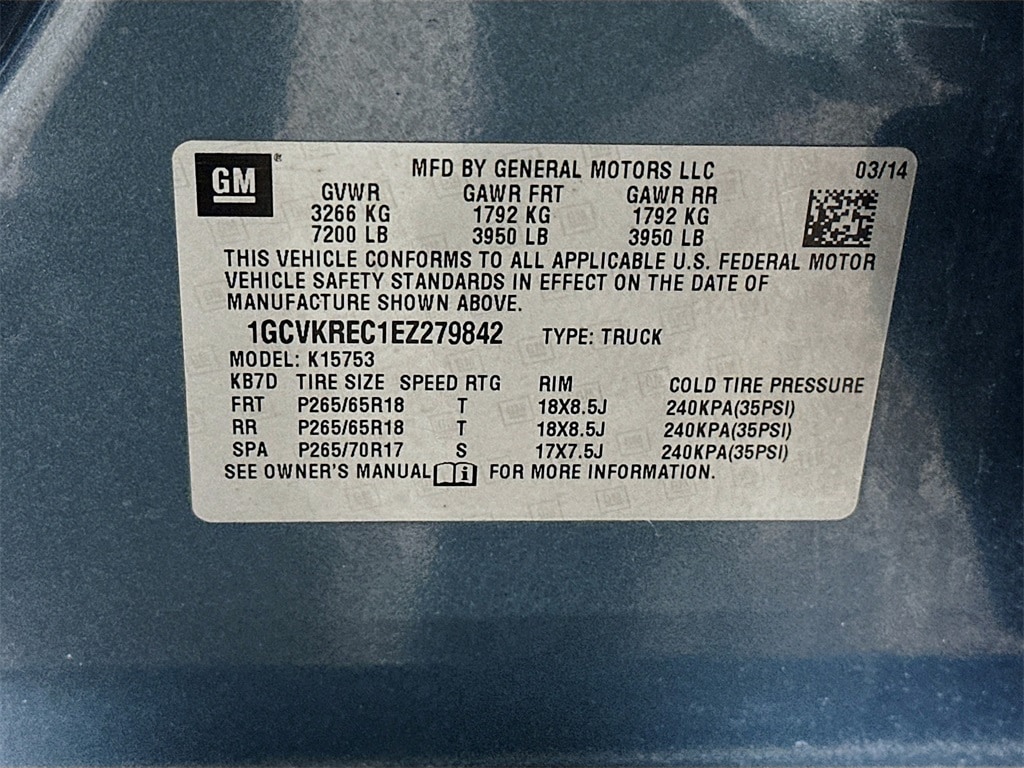 GM® MFD BY GENERAL MOTORS LLC 03/14
GVWR GAWR FRT GAWR RR
3266 KG 1792 KG 1792 KG
7200 LB 3950 LB 3950 LB
THIS VEHICLE CONFORMS TO ALL APPLICABLE U.S. FEDERAL MOTOR
VEHICLE SAFETY STANDARDS IN EFFECT ON THE DATE OF
MANUFACTURE SHOWN ABOVE.
1GCVKREC1EZ279842 TYPE: TRUCK
MODEL: K15753
KB7D TIRE SIZE SPEED RTG RIM COLD TIRE PRESSURE
FRT P265/65R18 T 18X8.5J 240KPA(35PSI)
RR P265/65R18 T 18X8.5J 240KPA(35PSI)
SPA P265/70R17 S 17X7.5J 240KPA(35PSI)
SEE OWNER'S MANUAL i FOR MORE INFORMATION.